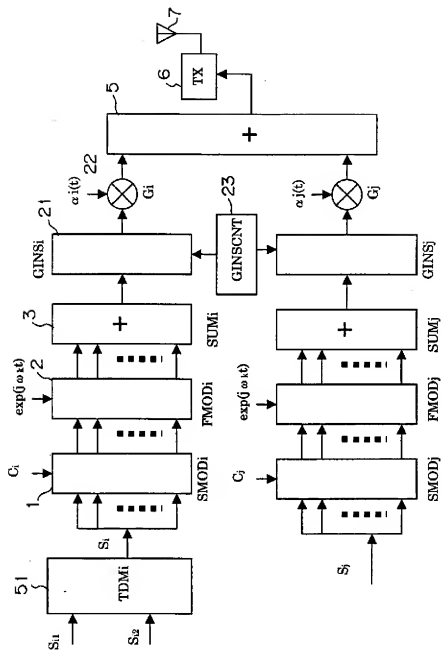 7
6
TX
5
+
αi(t)
22
Gi
αj(t)
Gj
21
GINSi
23
GINSCNT
GINSj
3
+
SUMi
+
SUMj
exp(jωkt)
2
FMODi
exp(jωkt)
FMODj
Ci
1
SMODi
Cj
SMODj
Si
Sj
51
TDMi
Si1
Si2